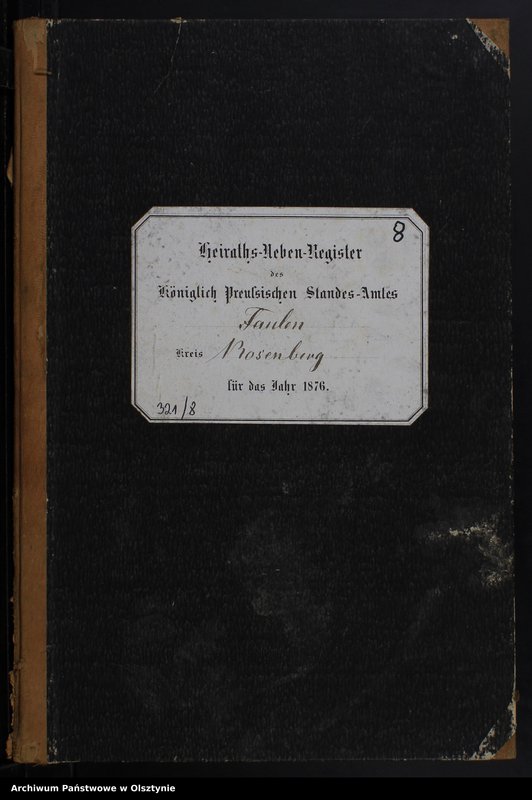 8
Heiraths-Neben-Register
des
Königlich Preußischen Standes-Amtes
Faulen
Kreis Rosenberg
für das Jahr 1876.
321/8
Archiwum Państwowe w Olsztynie